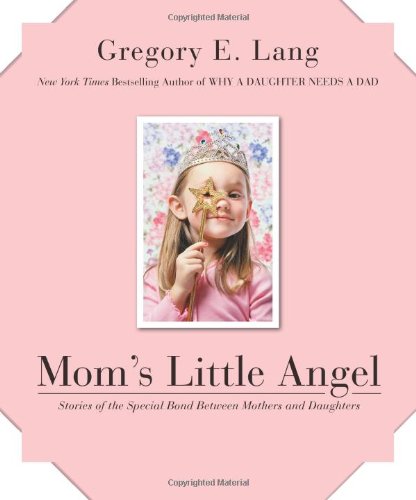 Copyrighted Material
Gregory E. Lang
New York Times Bestselling Author of WHY A DAUGHTER NEEDS A DAD
Mom's Little Angel
Stories of the Special Bond Between Mothers and Daughters
Copyrighted Material